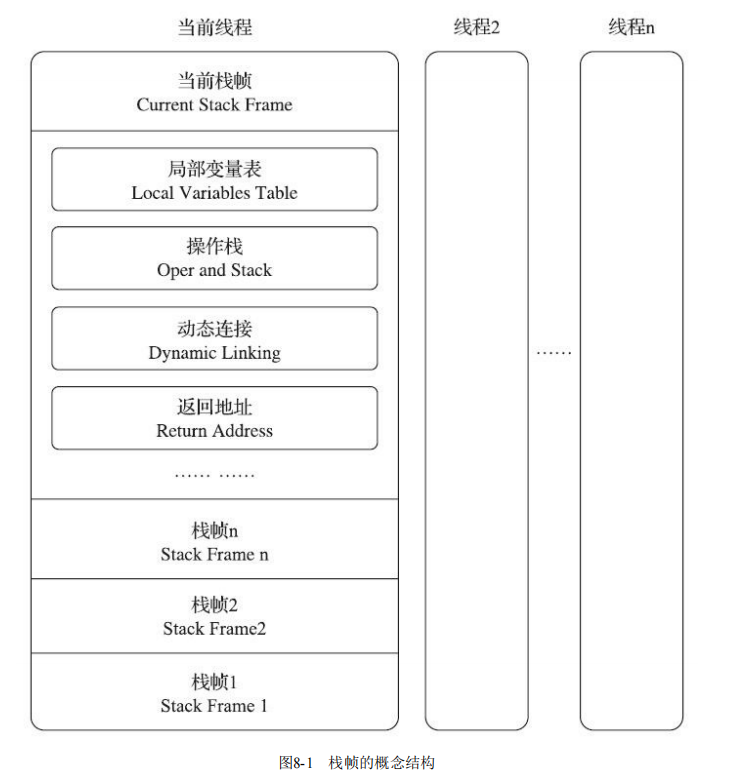 当前线程
线程2
线程n
当前栈帧
Current Stack Frame
局部变量表
Local Variables Table
操作栈
Oper and Stack
动态连接
Dynamic Linking
返回地址
Return Address
…… ……
……
栈帧n
Stack Frame n
栈帧2
Stack Frame2
栈帧1
Stack Frame 1
图8-1 栈帧的概念结构